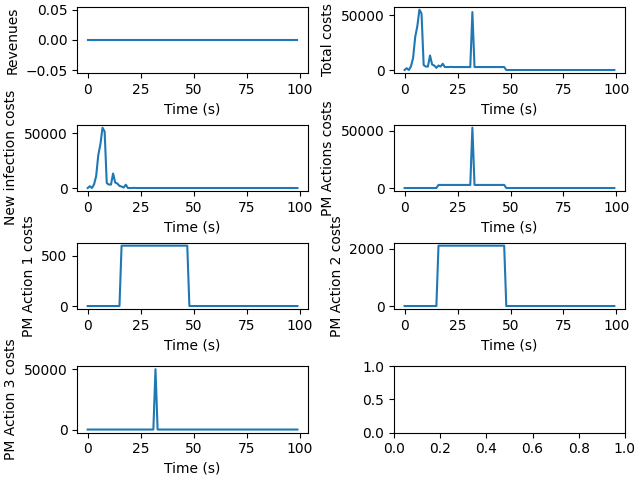 Revenues
0.05
0.00
−0.05
0 25 50 75 100
Time (s)
Total costs
50000
0
0 25 50 75 100
Time (s)
New infection costs
50000
0
0 25 50 75 100
Time (s)
PM Actions costs
50000
0
0 25 50 75 100
Time (s)
PM Action 1 costs
500
0
0 25 50 75 100
Time (s)
PM Action 2 costs
2000
0
0 25 50 75 100
Time (s)
PM Action 3 costs
50000
0
0 25 50 75 100
Time (s)
1.0
0.5
0.0
0.0 0.2 0.4 0.6 0.8 1.0